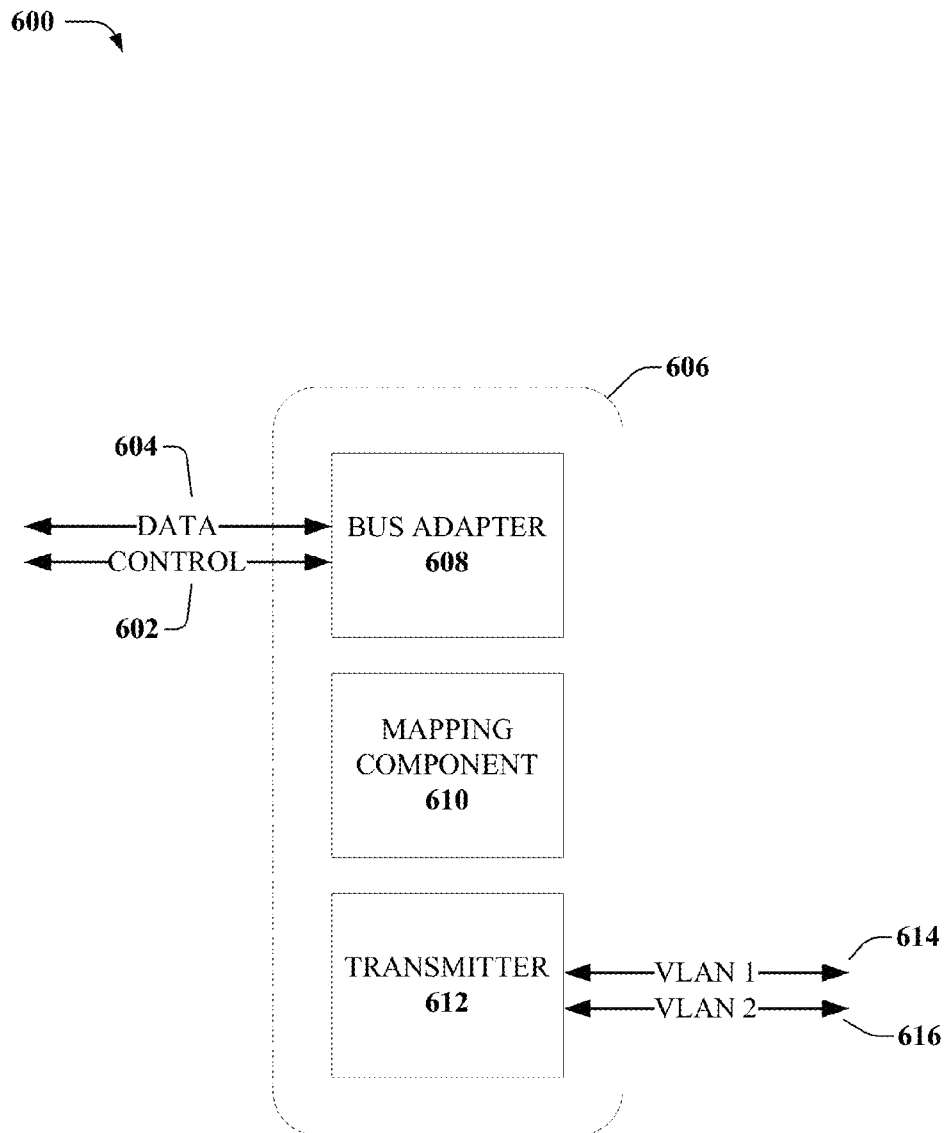 600
606
604
DATA
CONTROL
602
BUS ADAPTER
608
MAPPING
COMPONENT
610
TRANSMITTER
612
614
VLAN 1
VLAN 2
616